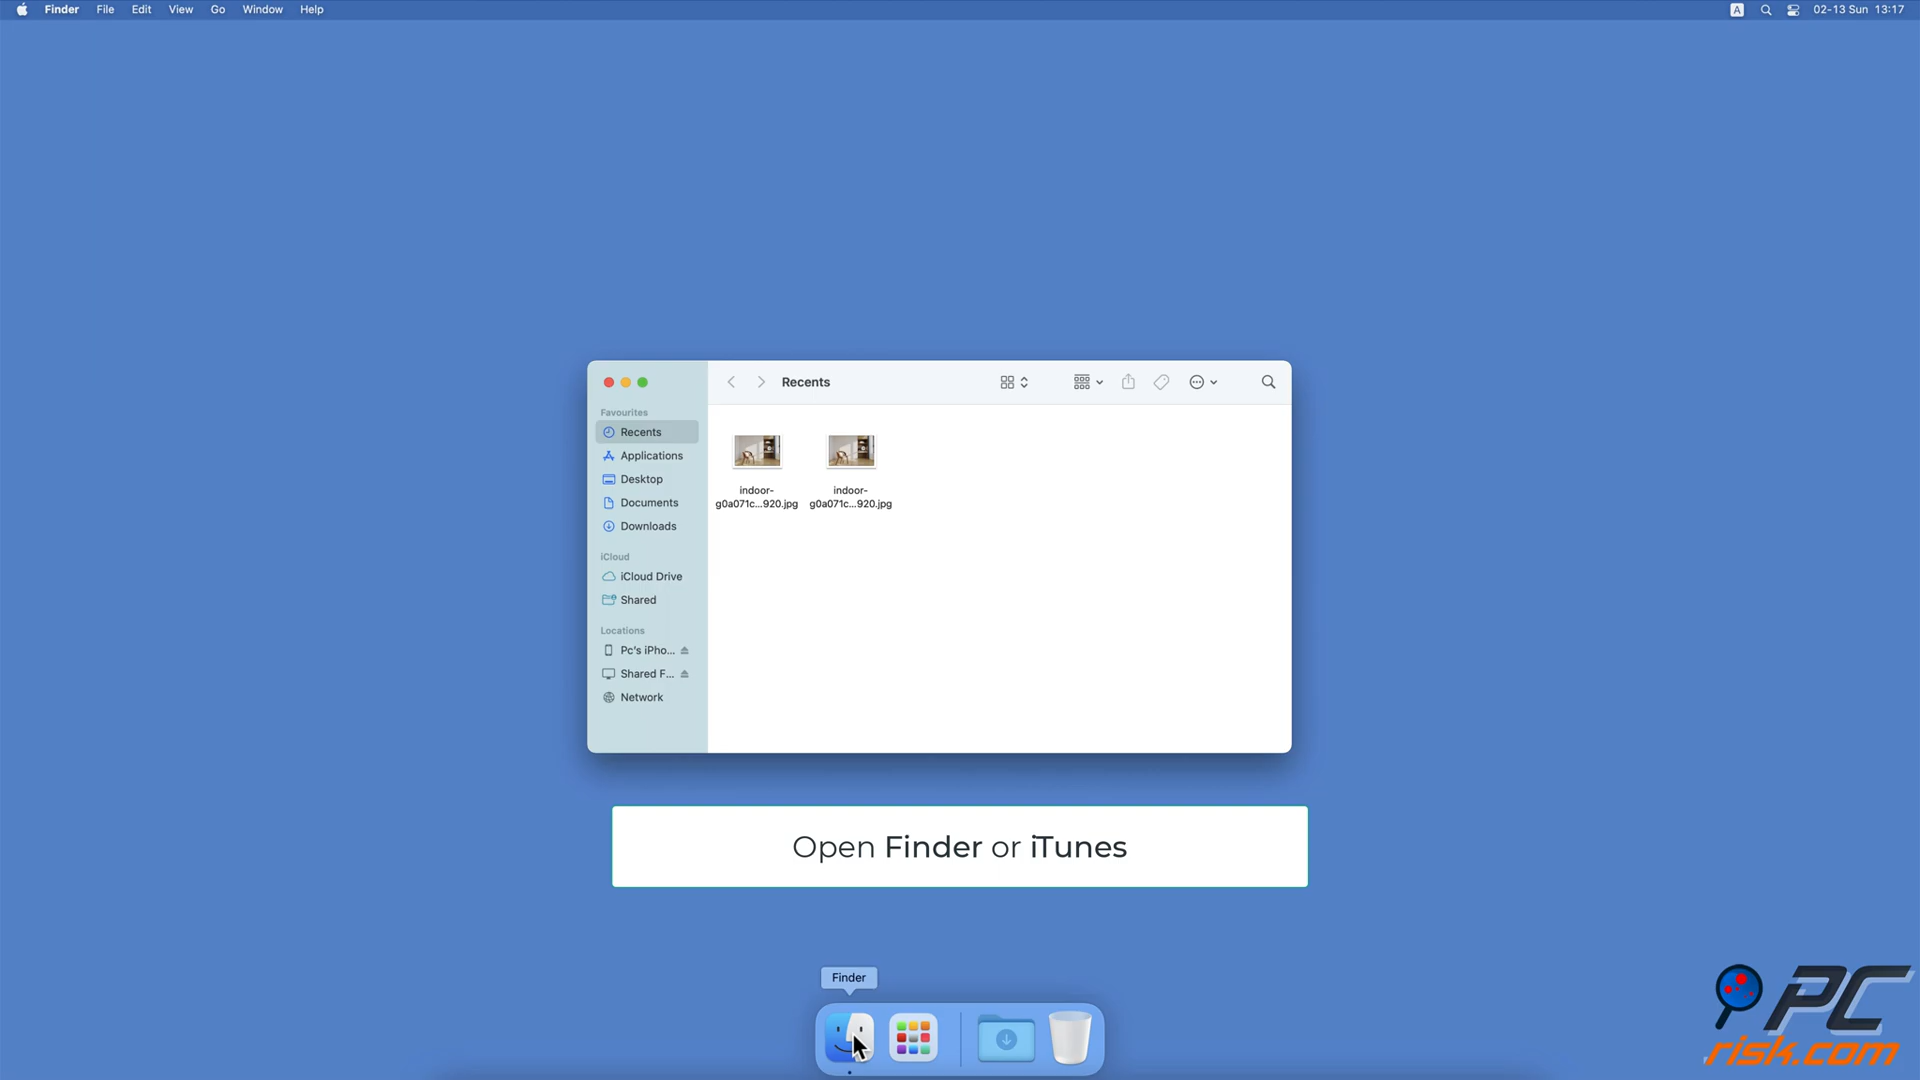 Finder File Edit View Go Window Help
A 02-13 Sun 13:17
Recents
Favourites
Recents
Applications
Desktop
Documents
Downloads
iCloud
iCloud Drive
Shared
Locations
Pc's iPho...
Shared F...
Network
indoor-
g0a071c...920.jpg
indoor-
g0a071c...920.jpg
Open Finder or iTunes
Finder
PC
risk.com